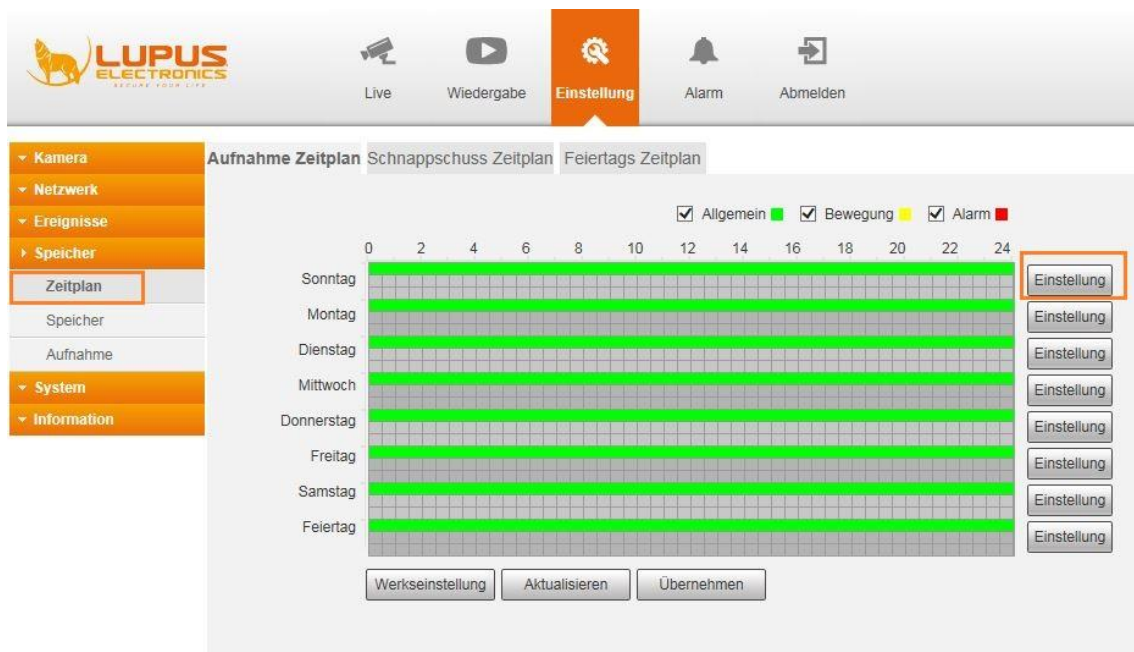 LUPUS
ELECTRONICS
SECURE YOUR LIFE
Live
Wiedergabe
Einstellung
Alarm
Abmelden
Kamera
Netzwerk
Ereignisse
Speicher
Zeitplan
Speicher
Aufnahme
System
Information
Aufnahme Zeitplan Schnappschuss Zeitplan Feiertags Zeitplan
Allgemein Bewegung Alarm
0 2 4 6 8 10 12 14 16 18 20 22 24
Sonntag Einstellung
Montag Einstellung
Dienstag Einstellung
Mittwoch Einstellung
Donnerstag Einstellung
Freitag Einstellung
Samstag Einstellung
Feiertag Einstellung
Werkseinstellung Aktualisieren Übernehmen